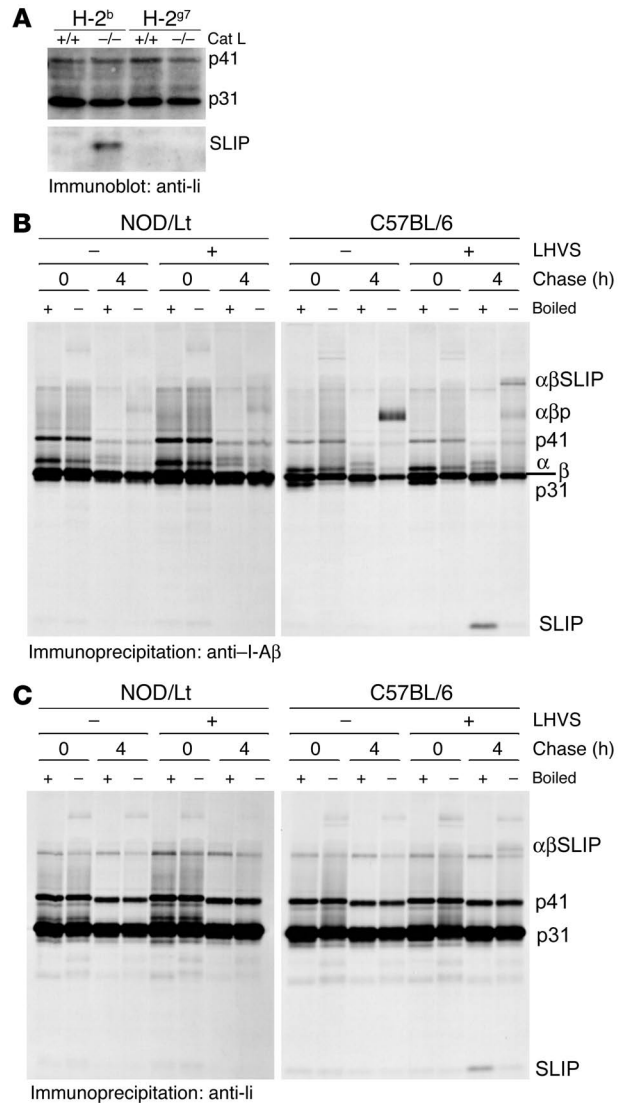 A
H-2b H-2g7
+/+ –/– +/+ –/– Cat L
p41
p31
SLIP
Immunoblot: anti-Ii
B
NOD/Lt C57BL/6
– + – + LHVS
0 4 0 4 0 4 0 4 Chase (h)
+ – + – + – + – + – + – + – + – Boiled
αβSLIP
αβp
p41
α
β
p31
SLIP
Immunoprecipitation: anti–I-Aβ
C
NOD/Lt C57BL/6
– + – + LHVS
0 4 0 4 0 4 0 4 Chase (h)
+ – + – + – + – + – + – + – + – Boiled
αβSLIP
p41
p31
SLIP
Immunoprecipitation: anti-Ii